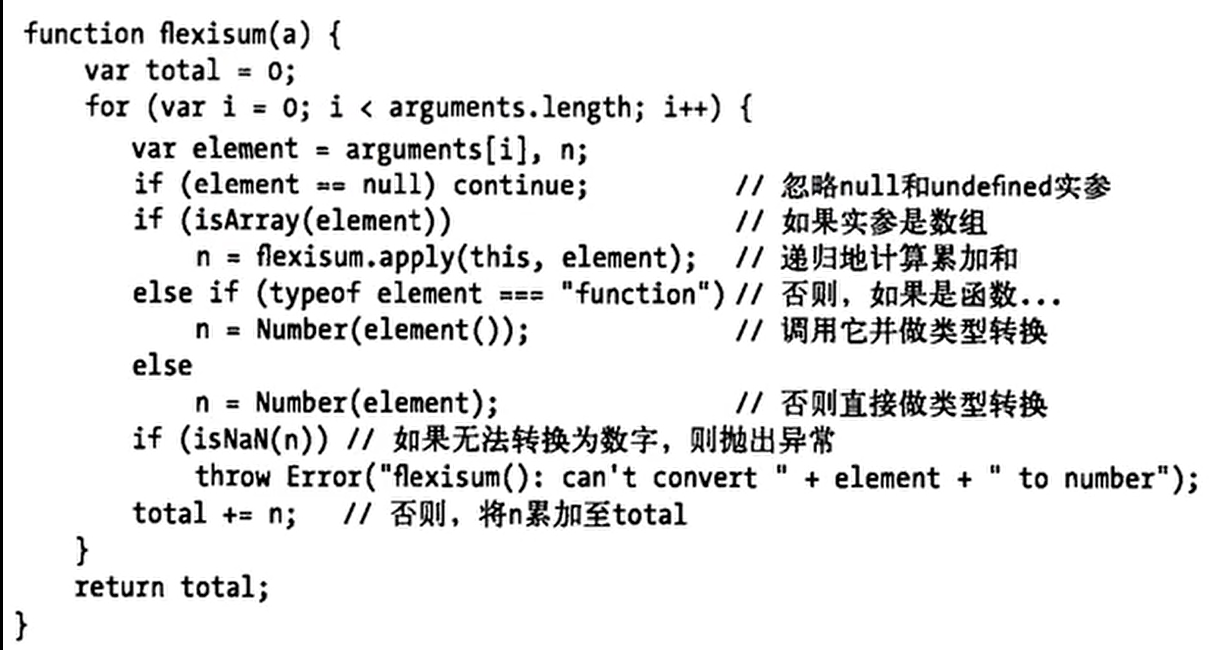 function flexisum(a) {
    var total = 0;
    for (var i = 0; i < arguments.length; i++) {
        var element = arguments[i], n;
        if (element == null) continue;          // 忽略null和undefined实参
        if (isArray(element))                   // 如果实参是数组
            n = flexisum.apply(this, element);  // 递归地计算累加和
        else if (typeof element === "function") // 否则，如果是函数...
            n = Number(element());              // 调用它并做类型转换
        else
            n = Number(element);                // 否则直接做类型转换
        if (isNaN(n)) // 如果无法转换为数字，则抛出异常
            throw Error("flexisum(): can't convert " + element + " to number");
        total += n;   // 否则，将n累加至total
    }
    return total;
}